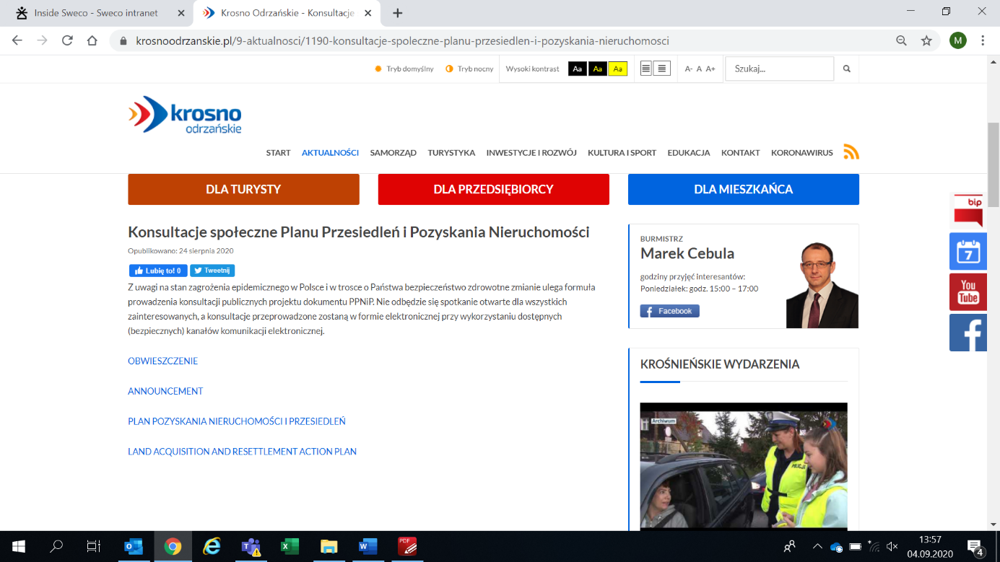 Inside Sweco - Sweco intranet
Krosno Odrzańskie - Konsultacje
krosnoodrzanskie.pl/9-aktualnosci/1190-konsultacje-spoleczne-planu-przesiedlen-i-pozyskania-nieruchomosci
M
Tryb domyślny
Tryb nocny
Wysoki kontrast
Aa Aa Aa
A- A A+
Szukaj...
krosno
odrzańskie
START AKTUALNOŚCI SAMORZĄD TURYSTYKA INWESTYCJE I ROZWÓJ KULTURA I SPORT EDUKACJA KONTAKT KORONAWIRUS
DLA TURYSTY
DLA PRZEDSIĘBIORCY
DLA MIESZKAŃCA
Konsultacje społeczne Planu Przesiedleń i Pozyskania Nieruchomości
Opublikowano: 24 sierpnia 2020
Lubię to! 0
Tweetnij
Z uwagi na stan zagrożenia epidemicznego w Polsce i w trosce o Państwa bezpieczeństwo zdrowotne zmianie ulega formuła
prowadzenia konsultacji publicznych projektu dokumentu PPNiP. Nie odbędzie się spotkanie otwarte dla wszystkich
zainteresowanych, a konsultacje przeprowadzone zostaną w formie elektronicznej przy wykorzystaniu dostępnych
(bezpiecznych) kanałów komunikacji elektronicznej.
OBWIESZCZENIE
ANNOUNCEMENT
PLAN POZYSKANIA NIERUCHOMOŚCI I PRZESIEDLEŃ
LAND ACQUISITION AND RESETTLEMENT ACTION PLAN
BURMISTRZ
Marek Cebula
godziny przyjęć interesantów:
Poniedziałek: godz. 15:00 – 17:00
Facebook
KROŚNIEŃSKIE WYDARZENIA
Archiwum
POLICJA
bip
7
You
Tube
PDF
13:57
04.09.2020
4